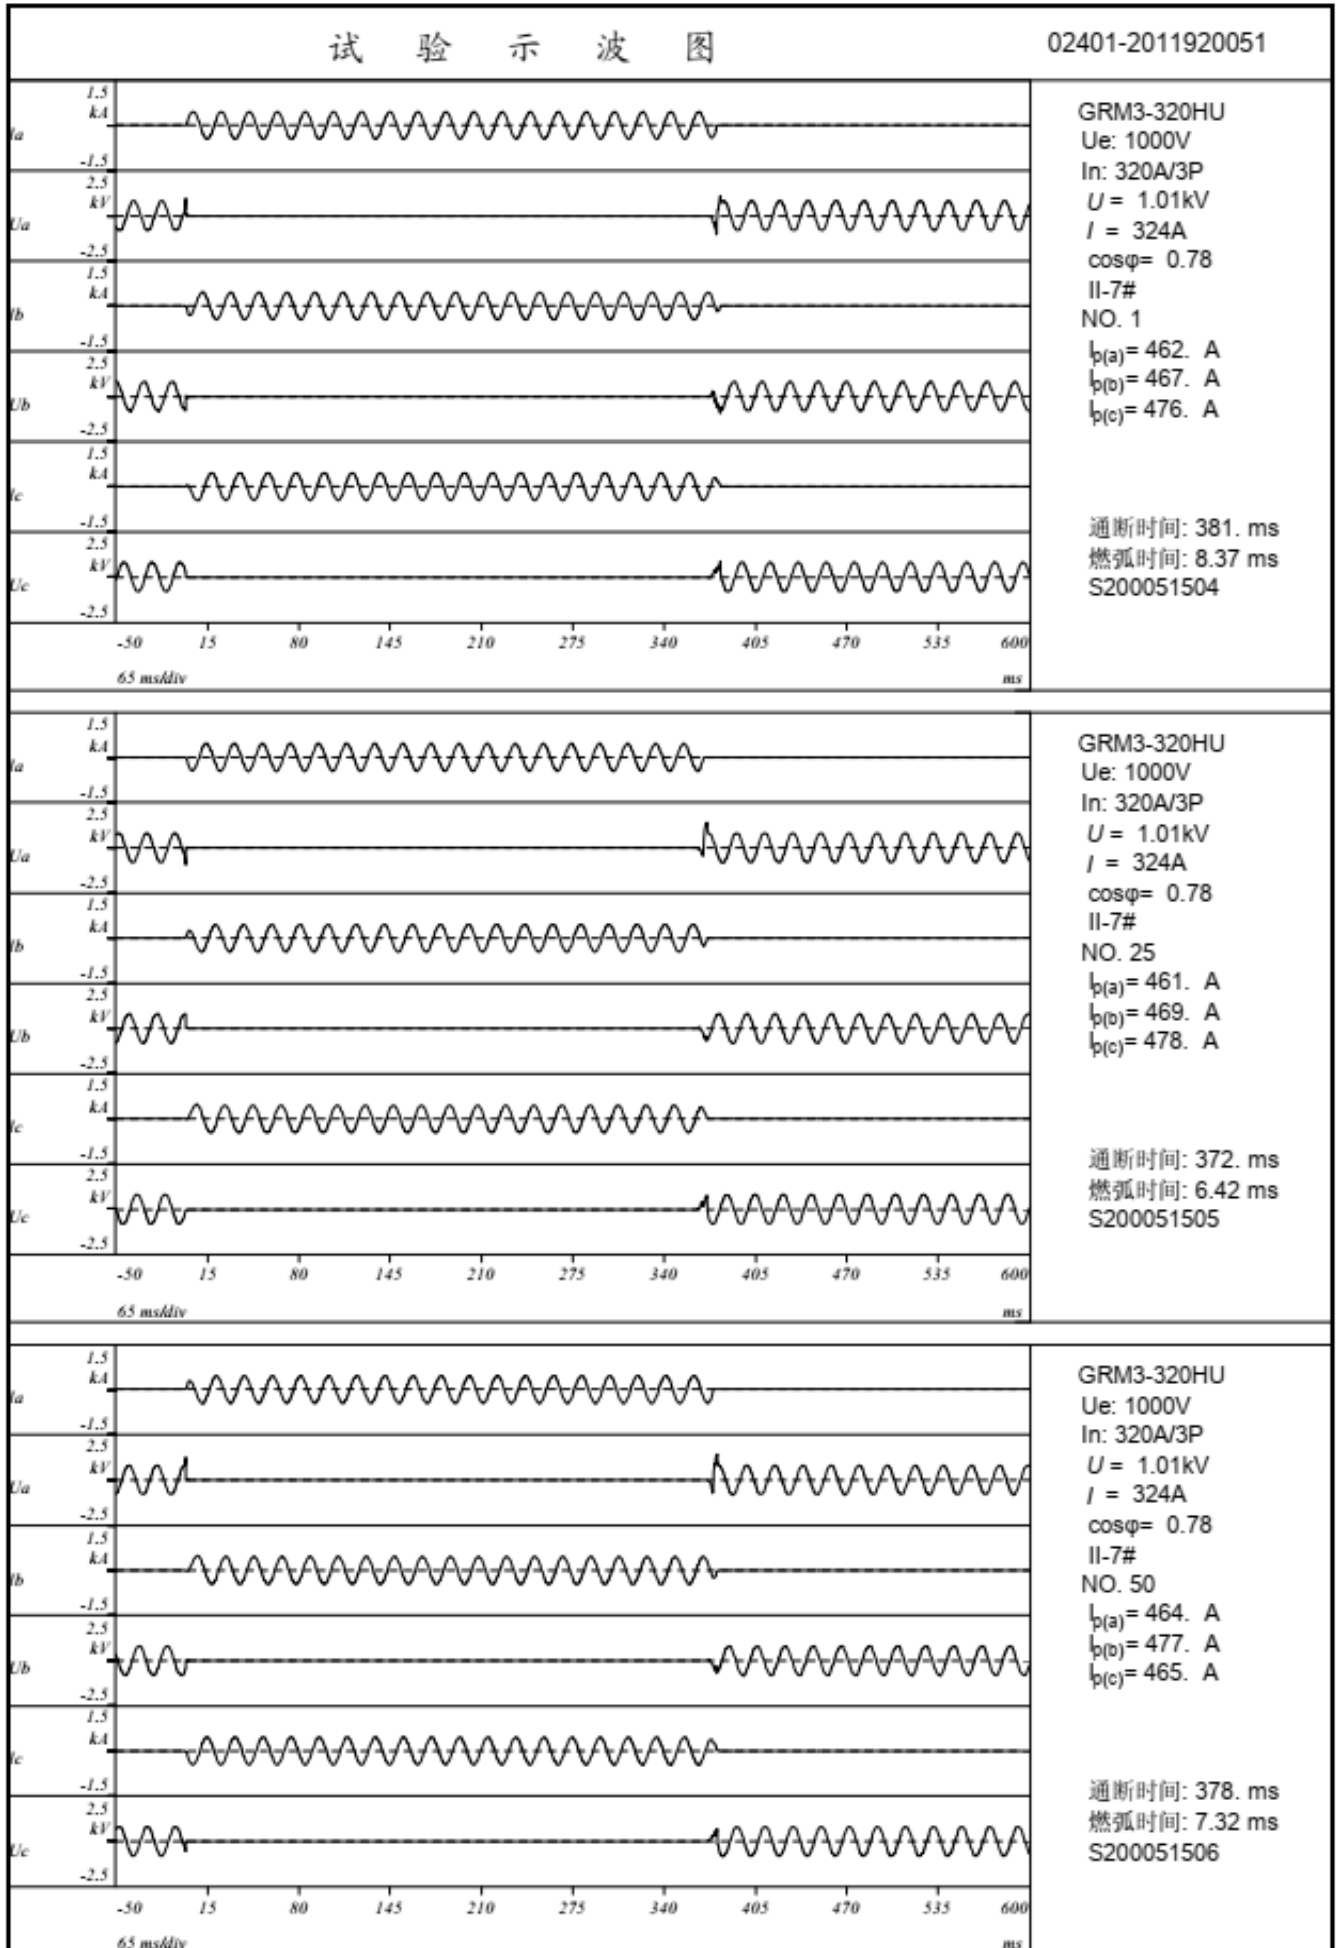 试 验 示 波 图
02401-2011920051
1.5
kA
Ia
-1.5
2.5
kV
Ua
-2.5
1.5
kA
Ib
-1.5
2.5
kV
Ub
-2.5
1.5
kA
Ic
-1.5
2.5
kV
Uc
-2.5
-50 15 80 145 210 275 340 405 470 535 600
65 ms/div ms
GRM3-320HU
Ue: 1000V
In: 320A/3P
U = 1.01kV
I = 324A
cosφ= 0.78
II-7#
NO. 1
Ip(a)= 462. A
Ip(b)= 467. A
Ip(c)= 476. A
通断时间: 381. ms
燃弧时间: 8.37 ms
S200051504
1.5
kA
Ia
-1.5
2.5
kV
Ua
-2.5
1.5
kA
Ib
-1.5
2.5
kV
Ub
-2.5
1.5
kA
Ic
-1.5
2.5
kV
Uc
-2.5
-50 15 80 145 210 275 340 405 470 535 600
65 ms/div ms
GRM3-320HU
Ue: 1000V
In: 320A/3P
U = 1.01kV
I = 324A
cosφ= 0.78
II-7#
NO. 25
Ip(a)= 461. A
Ip(b)= 469. A
Ip(c)= 478. A
通断时间: 372. ms
燃弧时间: 6.42 ms
S200051505
1.5
kA
Ia
-1.5
2.5
kV
Ua
-2.5
1.5
kA
Ib
-1.5
2.5
kV
Ub
-2.5
1.5
kA
Ic
-1.5
2.5
kV
Uc
-2.5
-50 15 80 145 210 275 340 405 470 535 600
65 ms/div ms
GRM3-320HU
Ue: 1000V
In: 320A/3P
U = 1.01kV
I = 324A
cosφ= 0.78
II-7#
NO. 50
Ip(a)= 464. A
Ip(b)= 477. A
Ip(c)= 465. A
通断时间: 378. ms
燃弧时间: 7.32 ms
S200051506